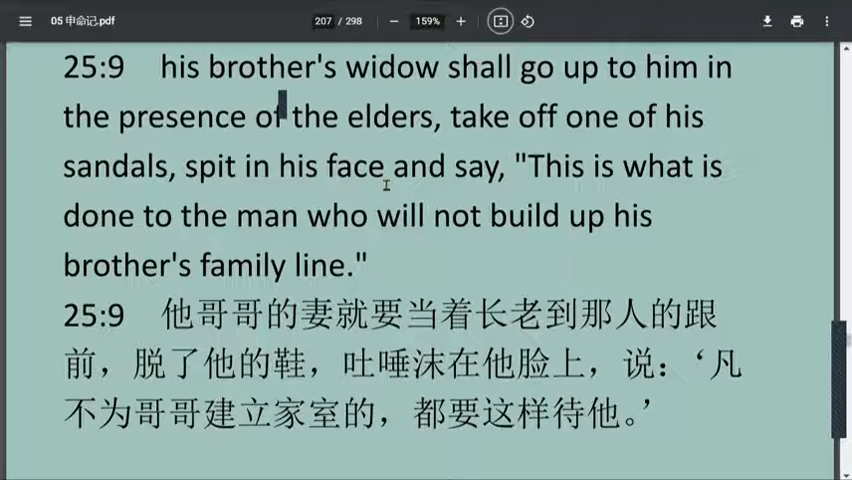 05 申命记.pdf
207 / 298
159%
25:9 his brother's widow shall go up to him in
the presence of the elders, take off one of his
sandals, spit in his face and say, "This is what is
done to the man who will not build up his
brother's family line."
25:9 他哥哥的妻就要当着长老到那人的跟
前，脱了他的鞋，吐唾沫在他脸上，说：‘凡
不为哥哥建立家室的，都要这样待他。’